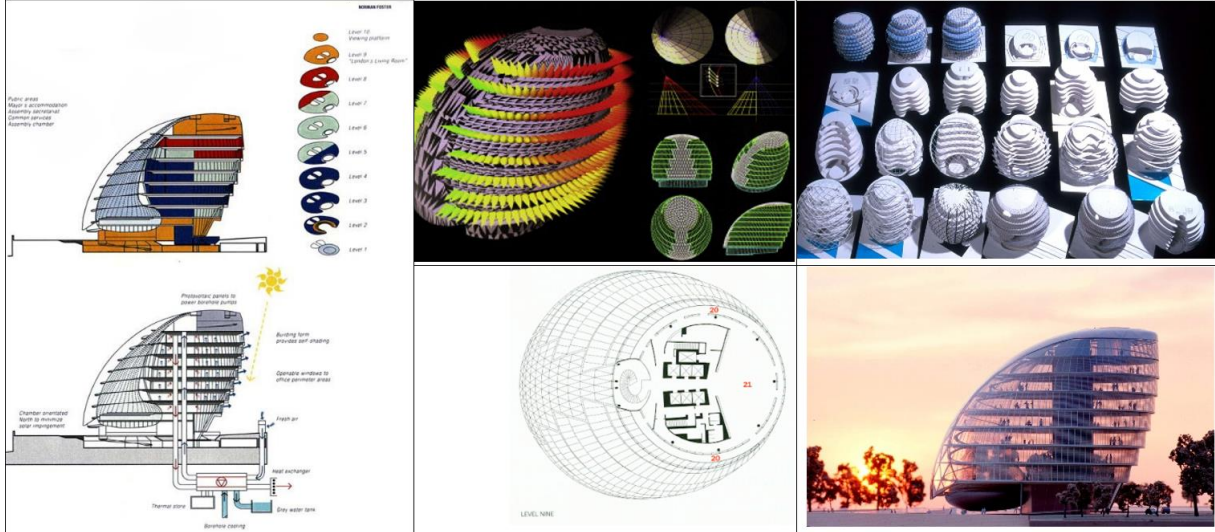 NORMAN FOSTER
Level 10
Viewing platform
Level 9
"London's Living Room"
Level 8
Level 7
Level 6
Level 5
Level 4
Level 3
Level 2
Level 1
Public areas
Mayor's accommodation
Assembly secretariat
Common services
Assembly chamber
Photovoltaic panels to
power borehole pumps
Building form
provides self shading
Openable windows to
office perimeter areas
Chamber orientated
North to minimize
solar impingement
Fresh air
Heat exchanger
Thermal store
Grey water tank
Borehole cooling
20
21
20
LEVEL NINE